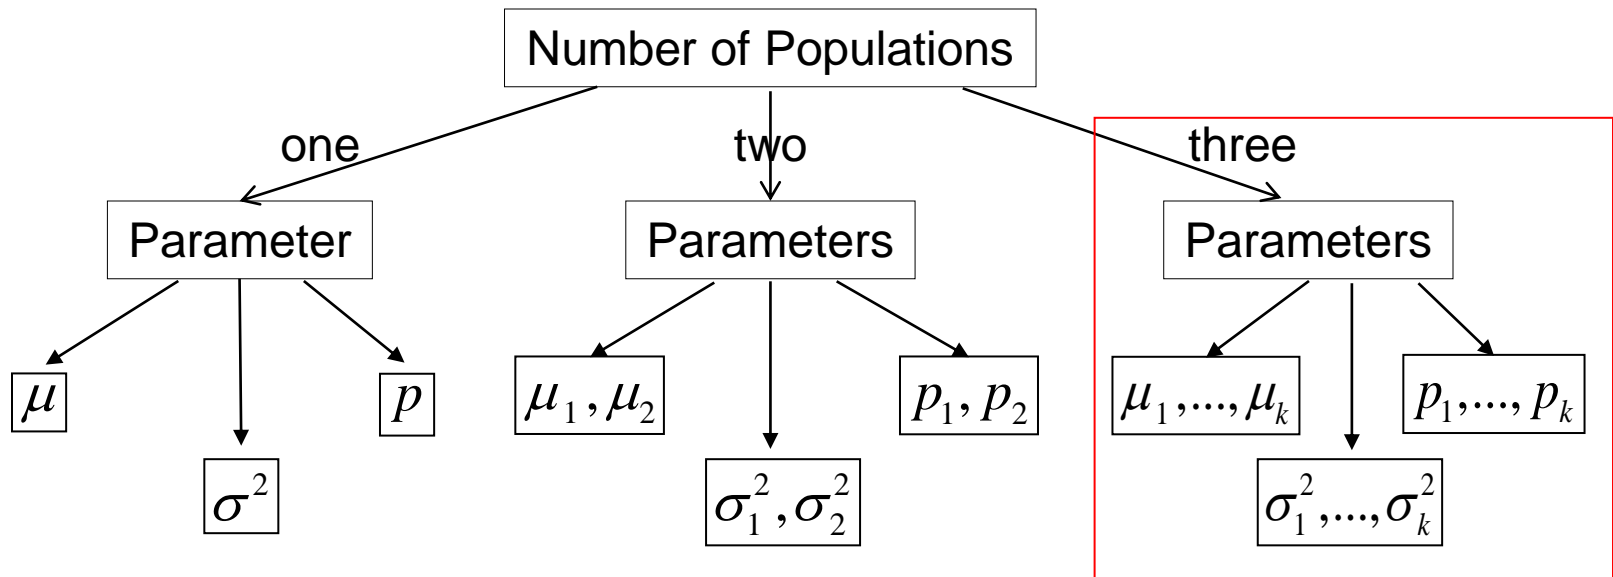 Number of Populations
one two three
Parameter Parameters Parameters
μ p μ₁, μ₂ p₁, p₂ μ₁,..., μₖ p₁,..., pₖ
σ² σ₁², σ₂² σ₁²,..., σₖ²